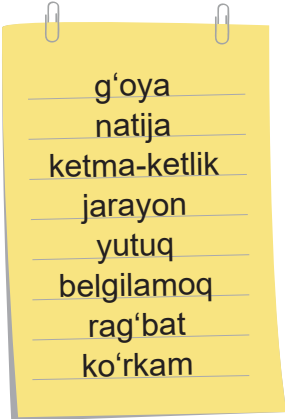 g‘oya
natija
ketma-ketlik
jarayon
yutuq
belgilamoq
rag‘bat
ko‘rkam